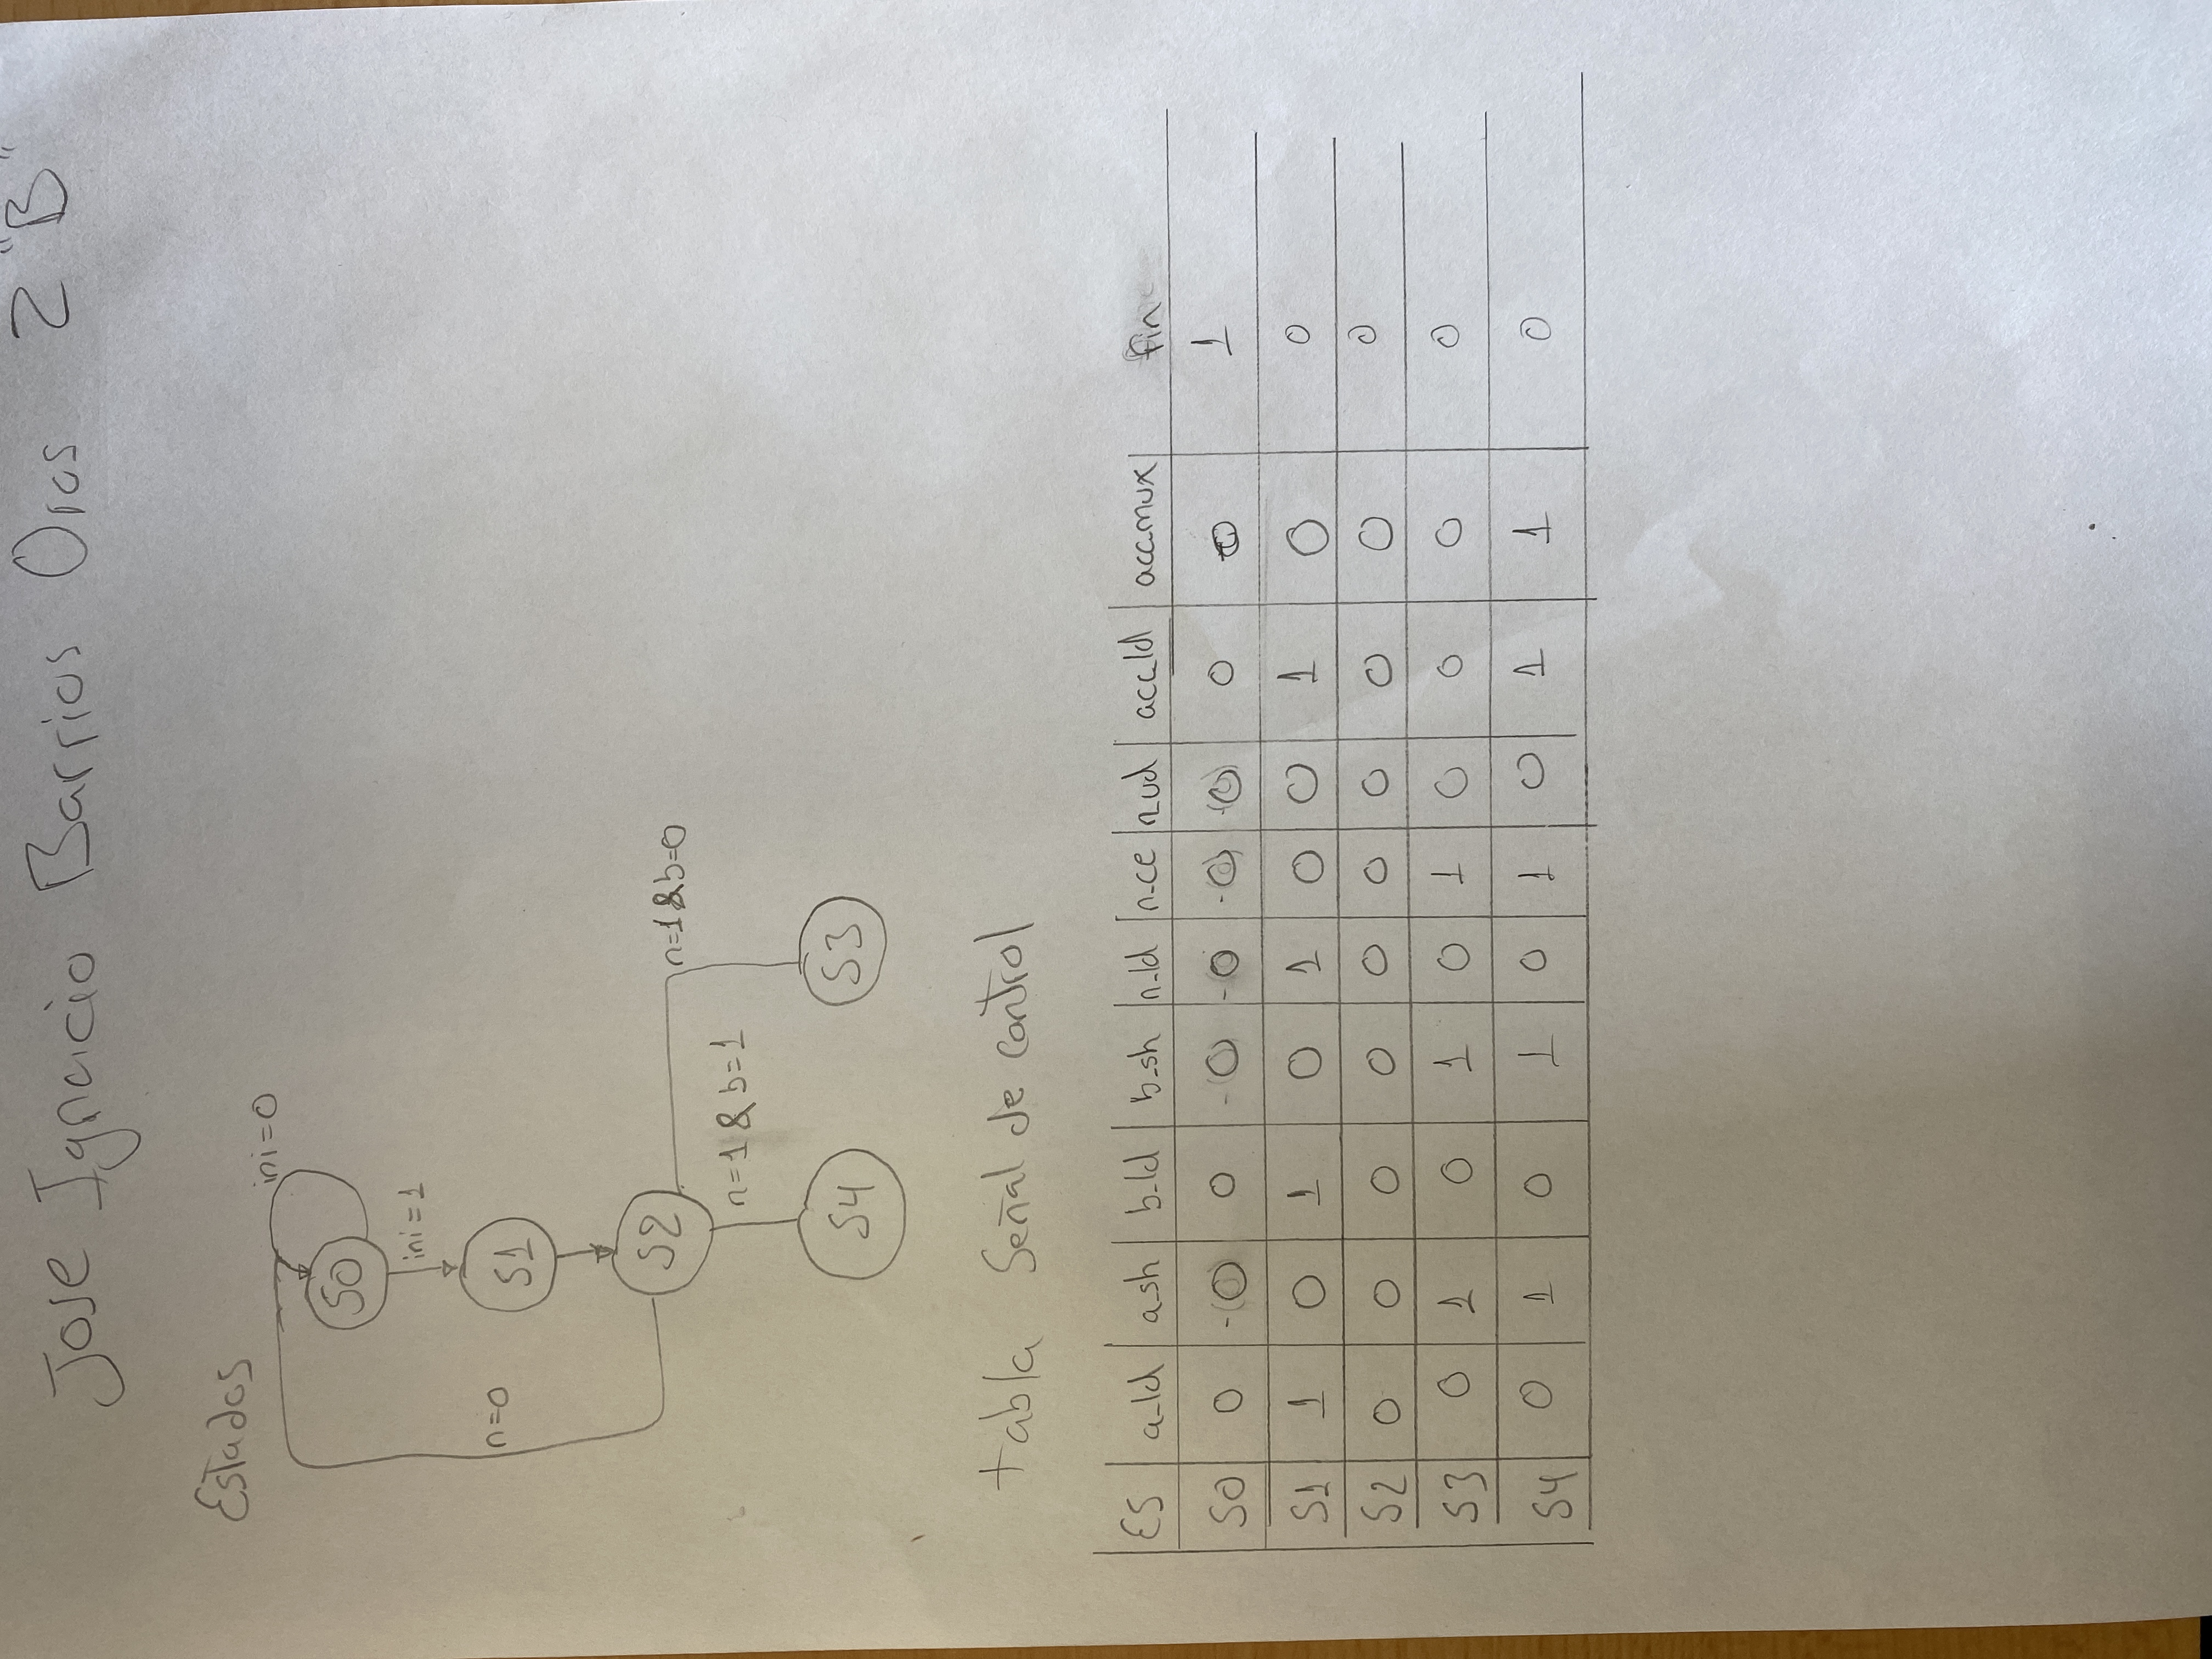 Jose Ignacio Barrios Oros 2 "B"
Estados
ini=0
S0
ini=1
n=0
S1
S2
n=1 & b=0
n=1 & b=1
S4 S3
tabla Señal de control
ES a_ld a_sh b_ld b_sh n_ld n_ce n_ud acc_ld acc_mux Fin
S0 0 -(0) 0 -0 -0 -0 (0) 0 0 1
S1 1 0 1 0 1 0 0 1 0 0
S2 0 0 0 0 0 0 0 0 0 0
S3 0 1 0 1 0 1 0 0 0 0
S4 0 1 0 1 0 1 0 1 1 0